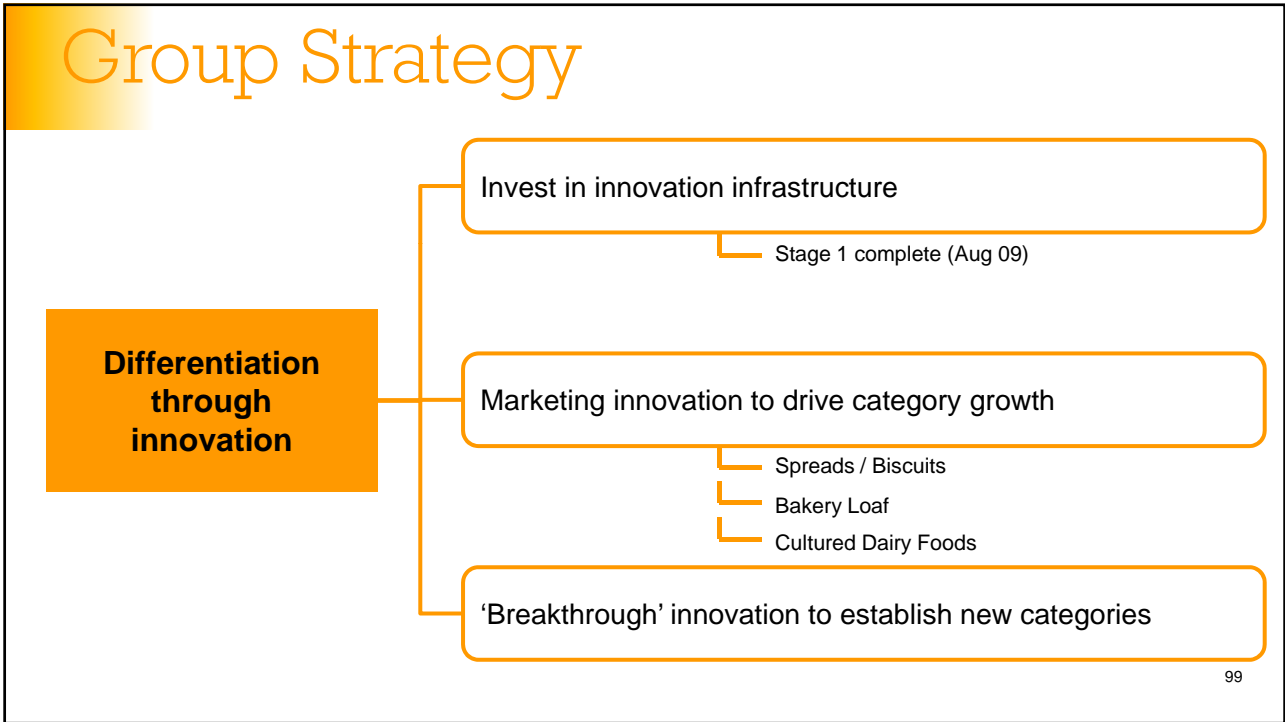 Group Strategy
Invest in innovation infrastructure
Stage 1 complete (Aug 09)
Differentiation
through
innovation
Marketing innovation to drive category growth
Spreads / Biscuits
Bakery Loaf
Cultured Dairy Foods
‘Breakthrough’ innovation to establish new categories
99